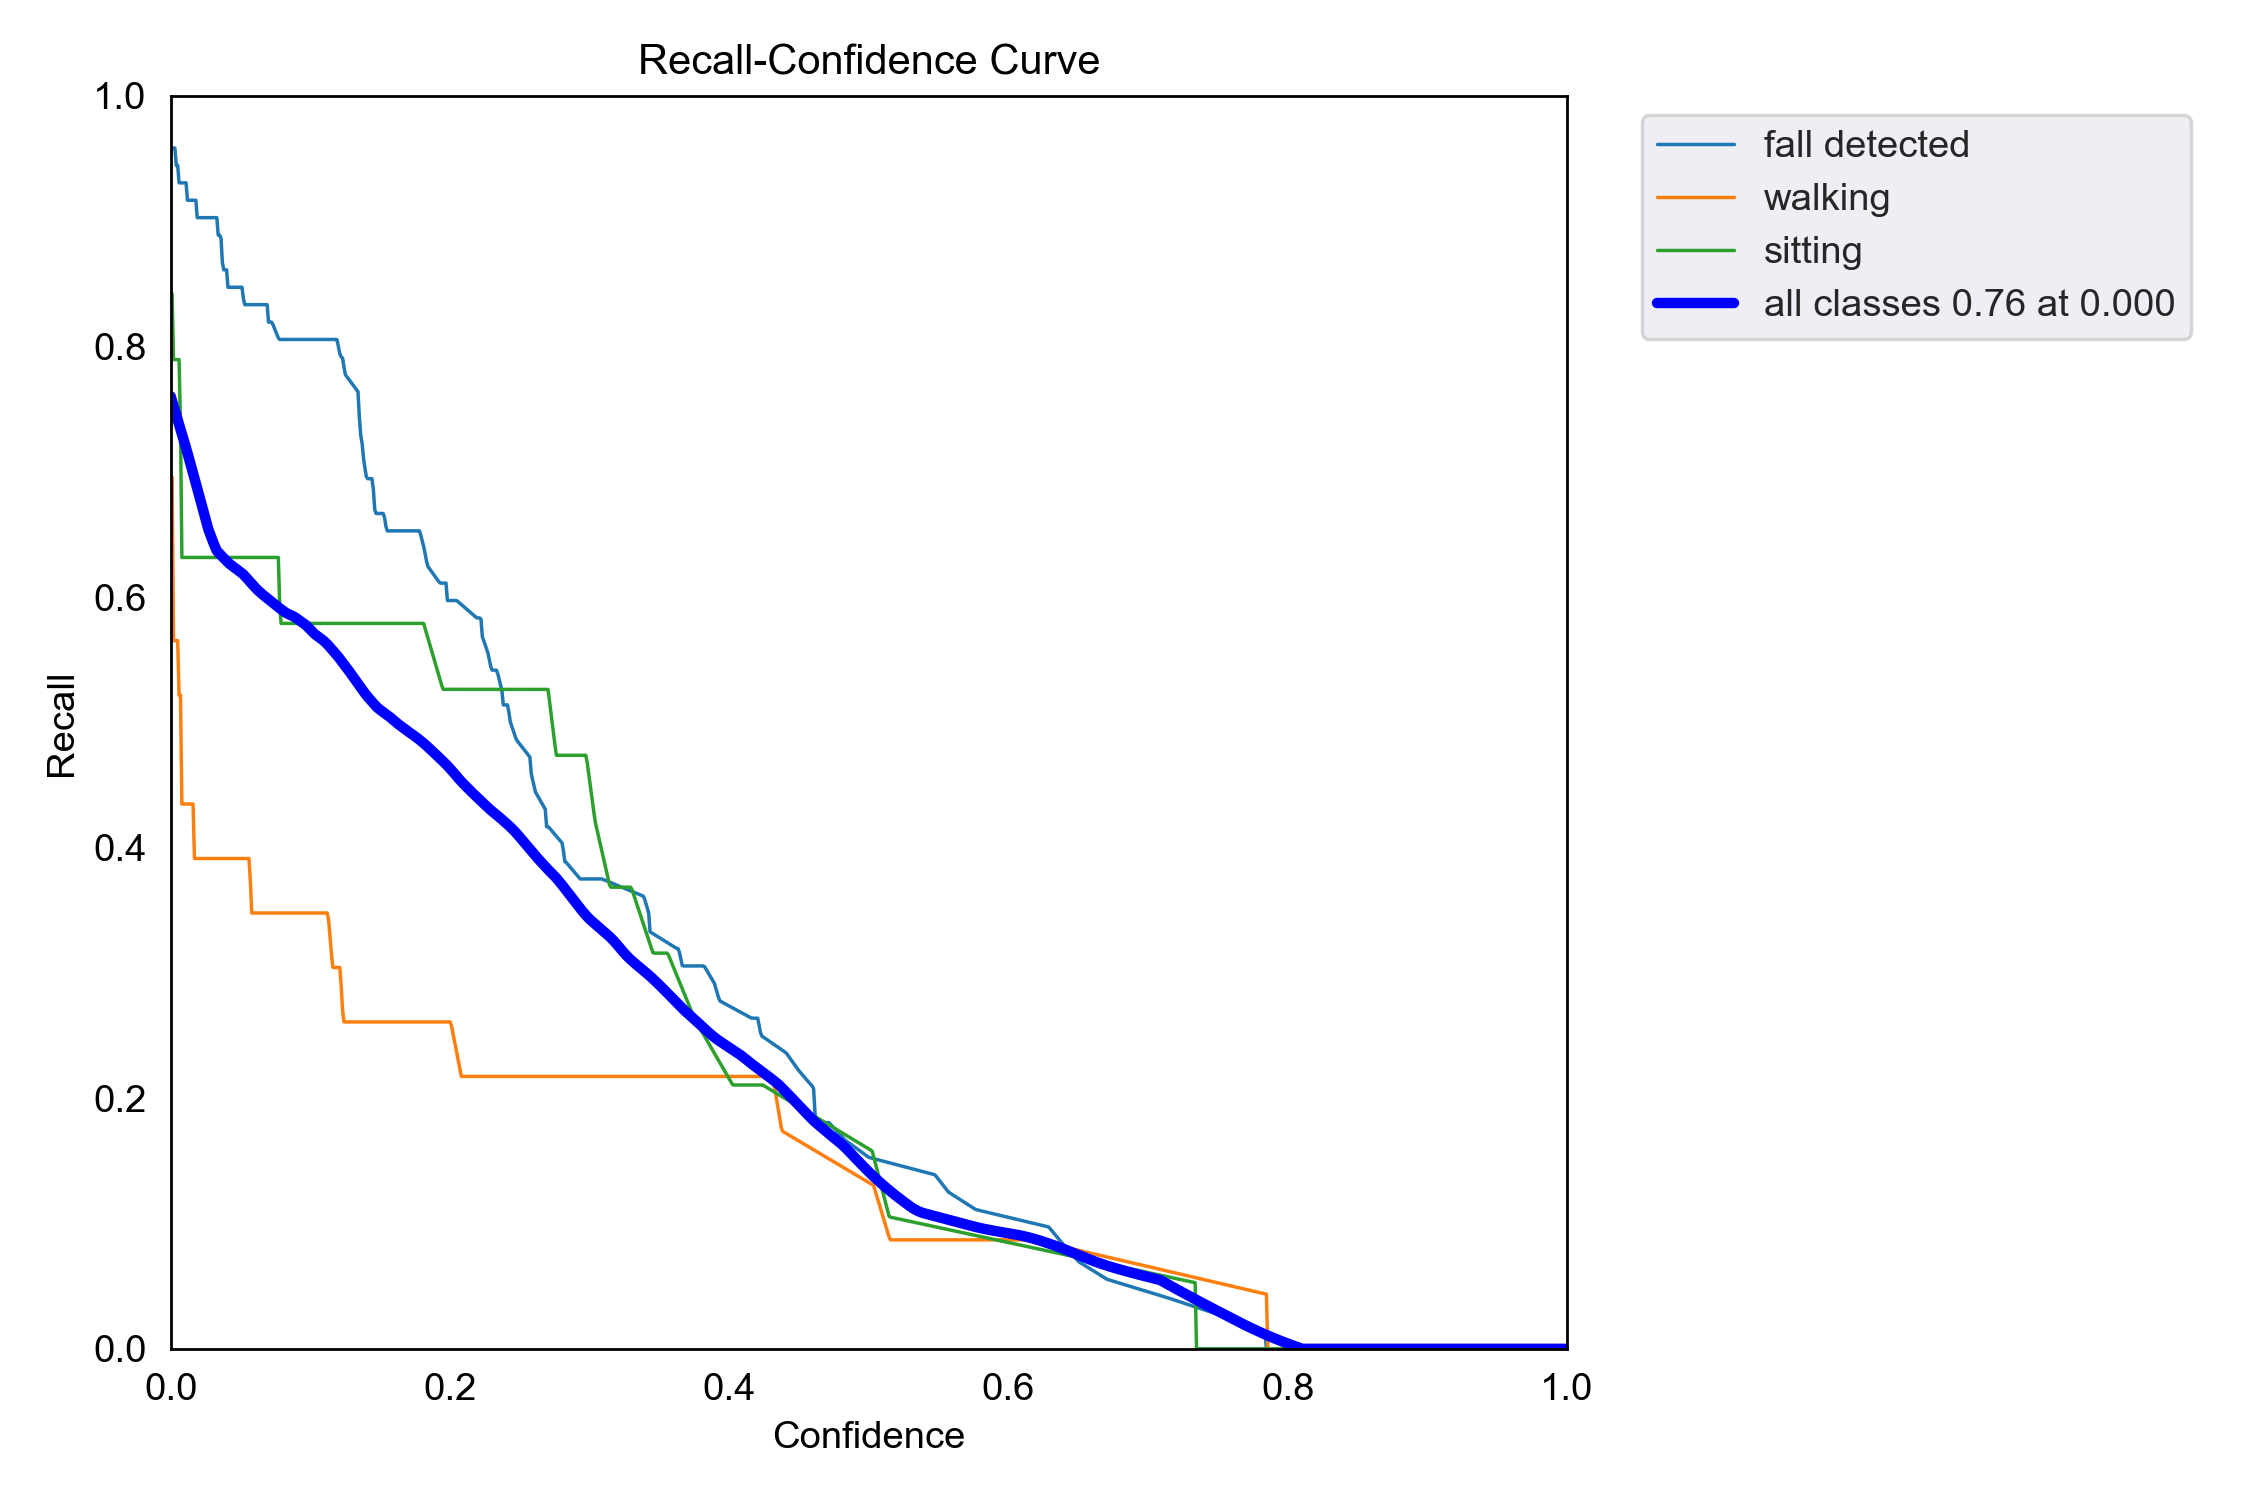 Recall-Confidence Curve
1.0
0.8
0.6
0.4
0.2
0.0
Recall
0.0 0.2 0.4 0.6 0.8 1.0
Confidence
fall detected
walking
sitting
all classes 0.76 at 0.000